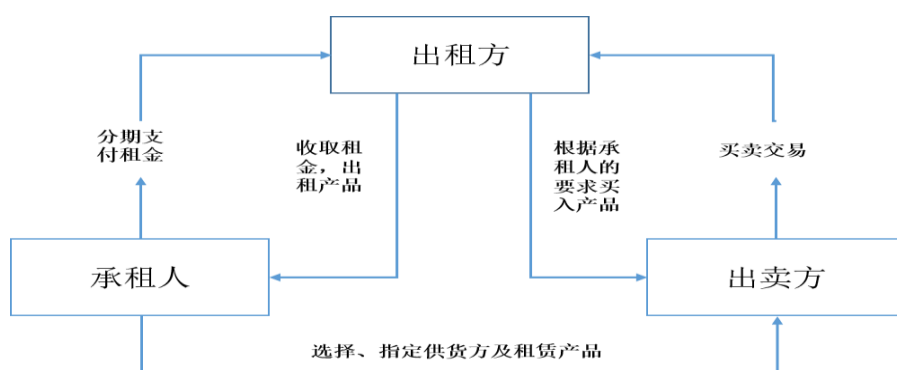 出租方
分期支
付租金
收取租
金，出
租产品
根据承
租人的
要求买
入产品
买卖交易
承租人
出卖方
选择、指定供货方及租赁产品